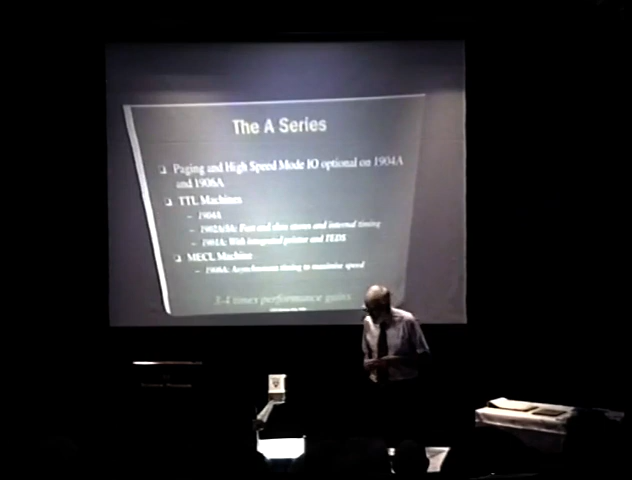 The A Series
❑ Paging and High Speed Mode IO optional on 1904A
and 1906A
❑ TTL Machines
– 1904A
– 1902A/3A: Fast and slow stores and internal timing
– 1901A: With integrated printer and TEDS
❑ MECL Machine
– 1906A: Asynchronous timing to maximise speed
3-4 times performance gains